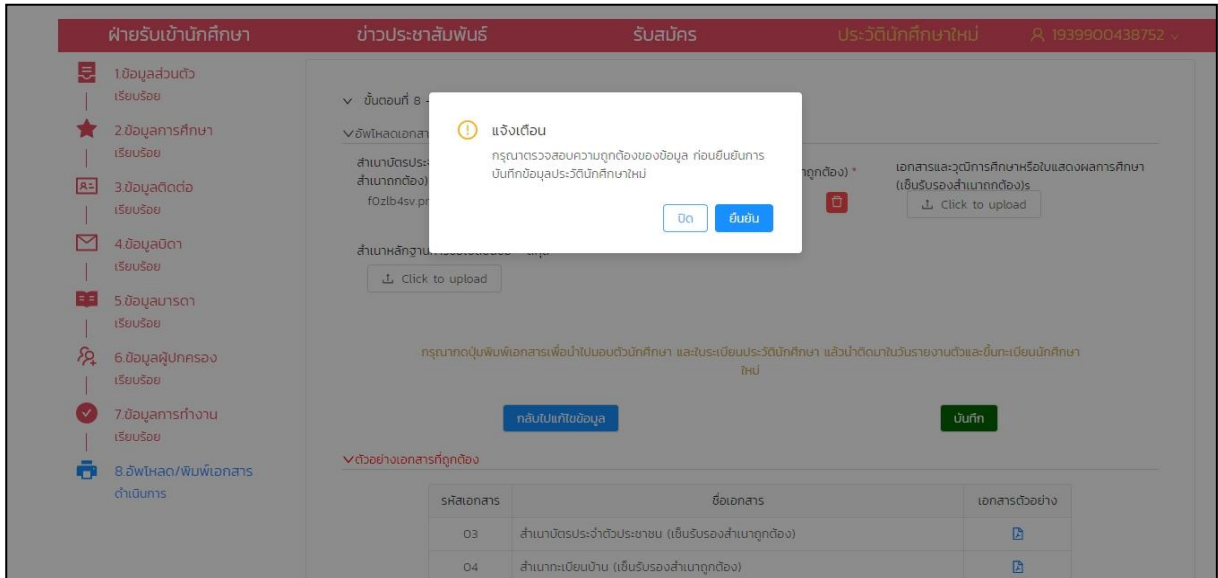 ฝ่ายรับเข้านักศึกษา ข่าวประชาสัมพันธ์ รับสมัคร ประวัตินักศึกษาใหม่ 1939900438752
1.ข้อมูลส่วนตัว
เรียบร้อย
2.ข้อมูลการศึกษา
เรียบร้อย
3.ข้อมูลติดต่อ
เรียบร้อย
4.ข้อมูลบิดา
เรียบร้อย
5.ข้อมูลมารดา
เรียบร้อย
6.ข้อมูลผู้ปกครอง
เรียบร้อย
7.ข้อมูลการทำงาน
เรียบร้อย
8.อัพโหลด/พิมพ์เอกสาร
ดำเนินการ
ขั้นตอนที่ 8 -
อัพโหลดเอกสา
สำเนาบัตรประ
สำเนาถูกต้อง)
f0zlb4sv.pr
แจ้งเตือน
กรุณาตรวจสอบความถูกต้องของข้อมูล ก่อนยืนยันการ
บันทึกข้อมูลประวัตินักศึกษาใหม่
ปิด ยืนยัน
าถูกต้อง) *
เอกสารและวุฒิการศึกษาหรือใบแสดงผลการศึกษา
(เซ็นรับรองสำเนาถูกต้อง)s
Click to upload
สำเนาหลักฐาน
Click to upload
กรุณากดปุ่มพิมพ์เอกสารเพื่อนำไปมอบตัวนักศึกษา และใบระเบียนประวัตินักศึกษา แล้วนำติดมาในวันรายงานตัวและขึ้นทะเบียนนักศึกษา
ใหม่
กลับไปแก้ไขข้อมูล บันทึก
ตัวอย่างเอกสารที่ถูกต้อง
รหัสเอกสาร ชื่อเอกสาร เอกสารตัวอย่าง
03 สำเนาบัตรประจำตัวประชาชน (เซ็นรับรองสำเนาถูกต้อง)
04 สำเนาทะเบียนบ้าน (เซ็นรับรองสำเนาถูกต้อง)